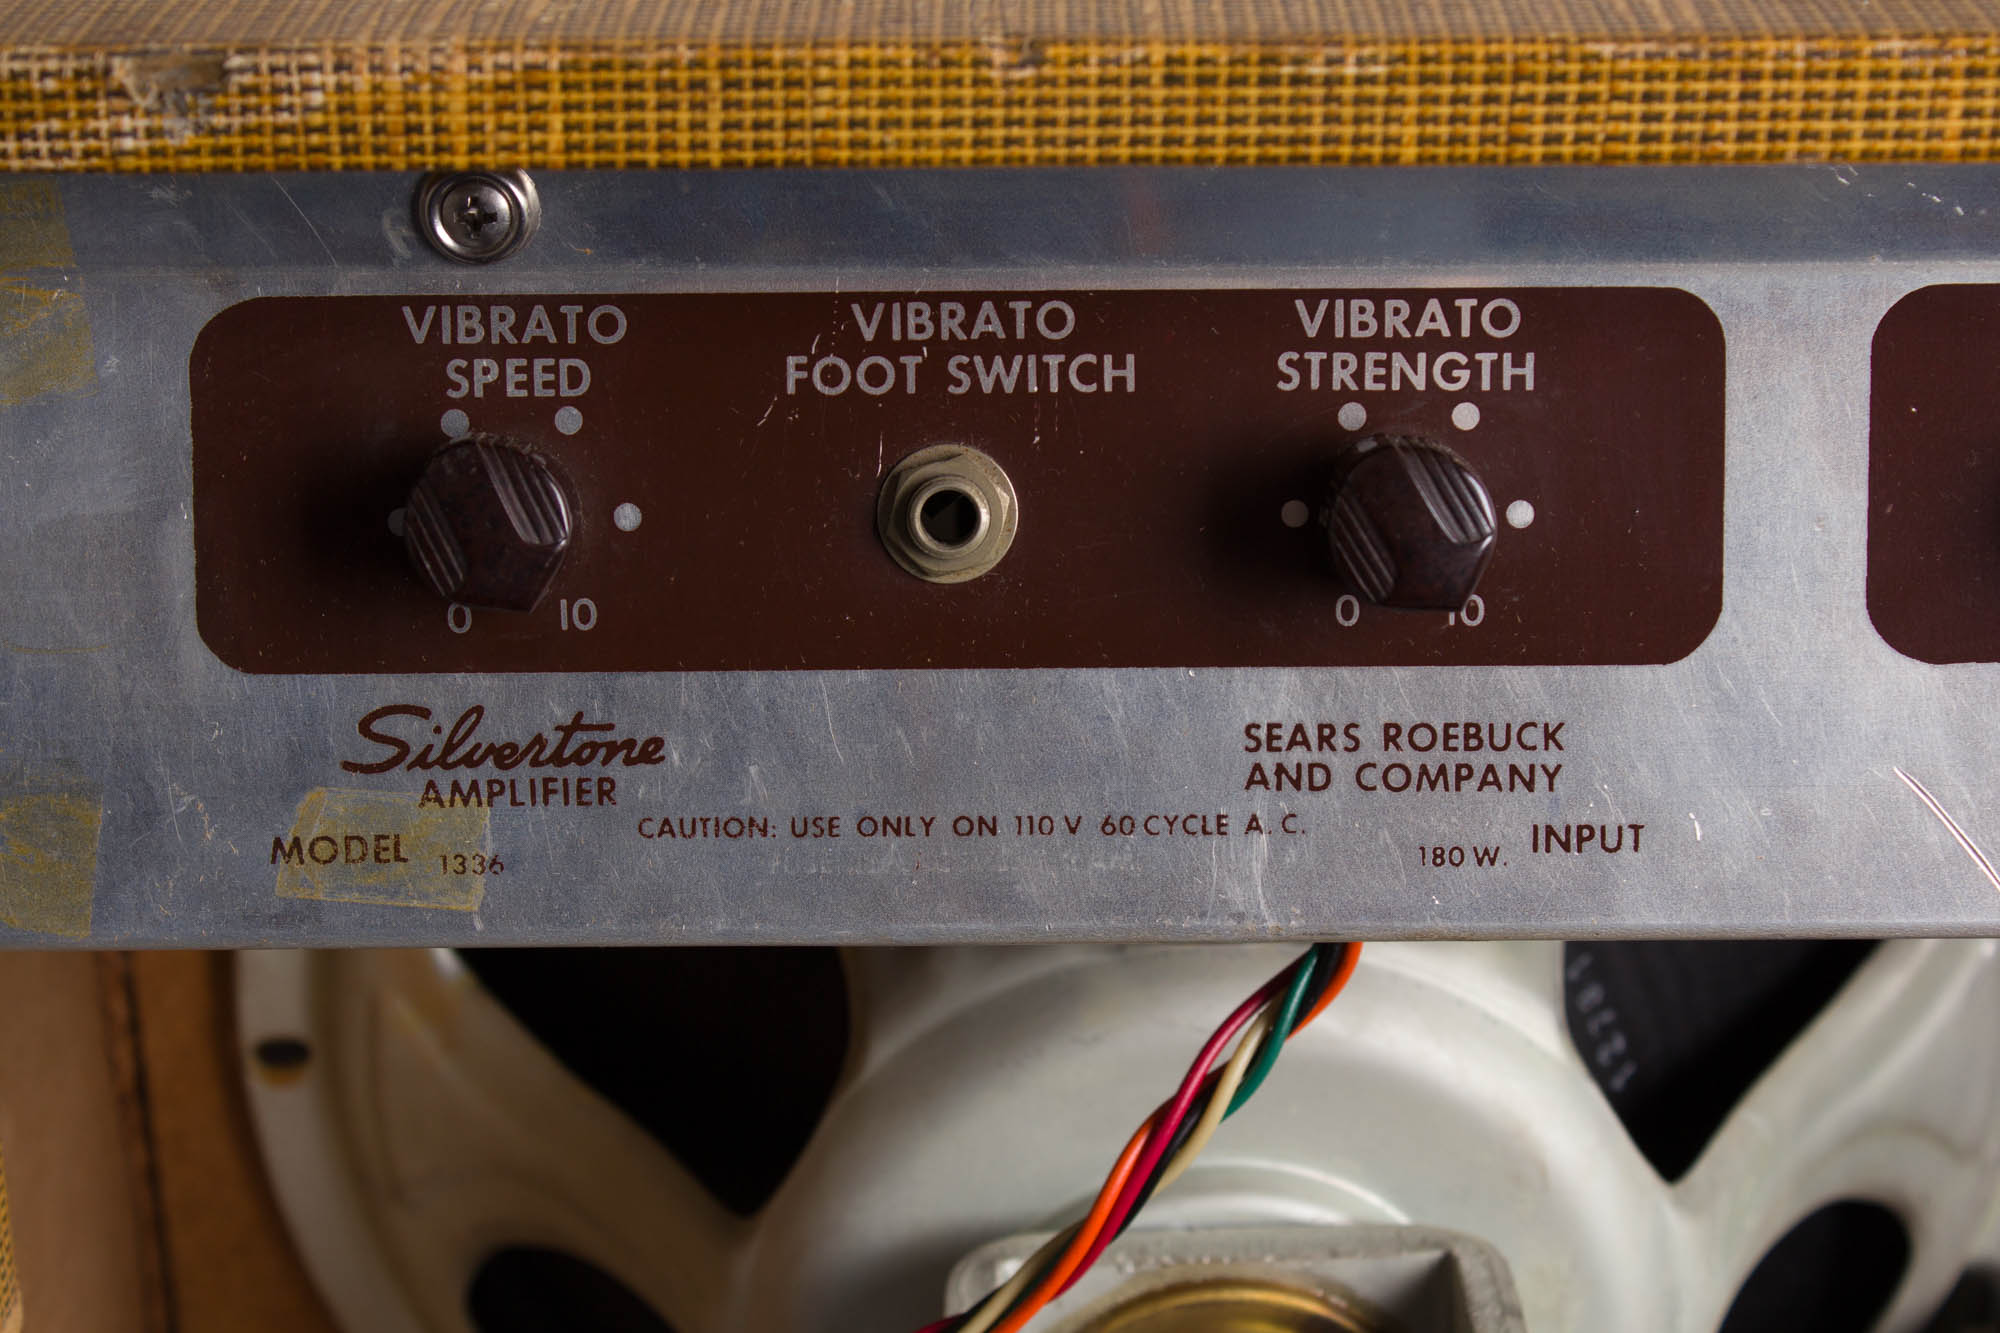 VIBRATO
SPEED
VIBRATO
FOOT SWITCH
VIBRATO
STRENGTH
0 10
0 10
Silvertone
AMPLIFIER
SEARS ROEBUCK
AND COMPANY
CAUTION: USE ONLY ON 110 V 60 CYCLE A.C.
MODEL 1336
180 W. INPUT